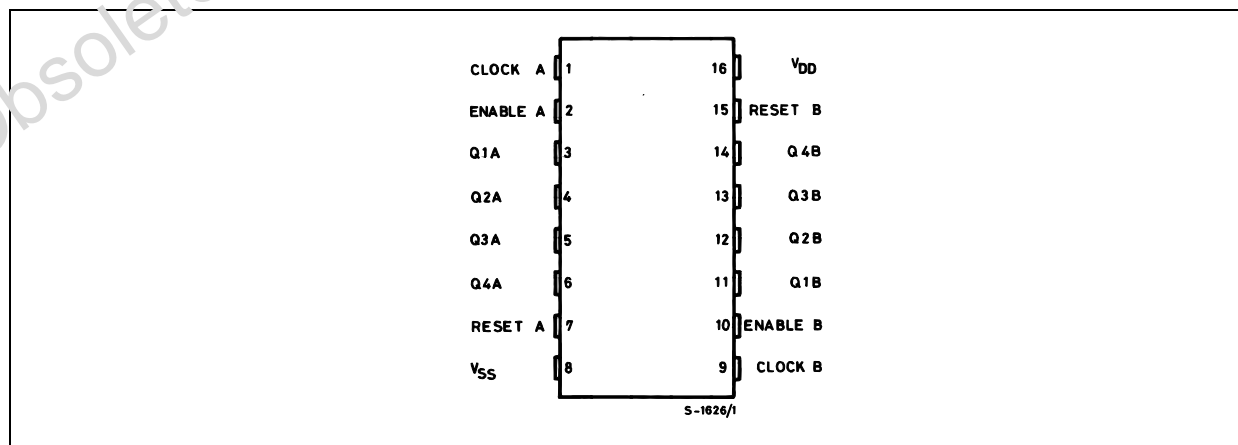 Obsolete
CLOCK A 1 16 VDD
ENABLE A 2 15 RESET B
Q1A 3 14 Q4B
Q2A 4 13 Q3B
Q3A 5 12 Q2B
Q4A 6 11 Q1B
RESET A 7 10 ENABLE B
VSS 8 9 CLOCK B
S-1626/1